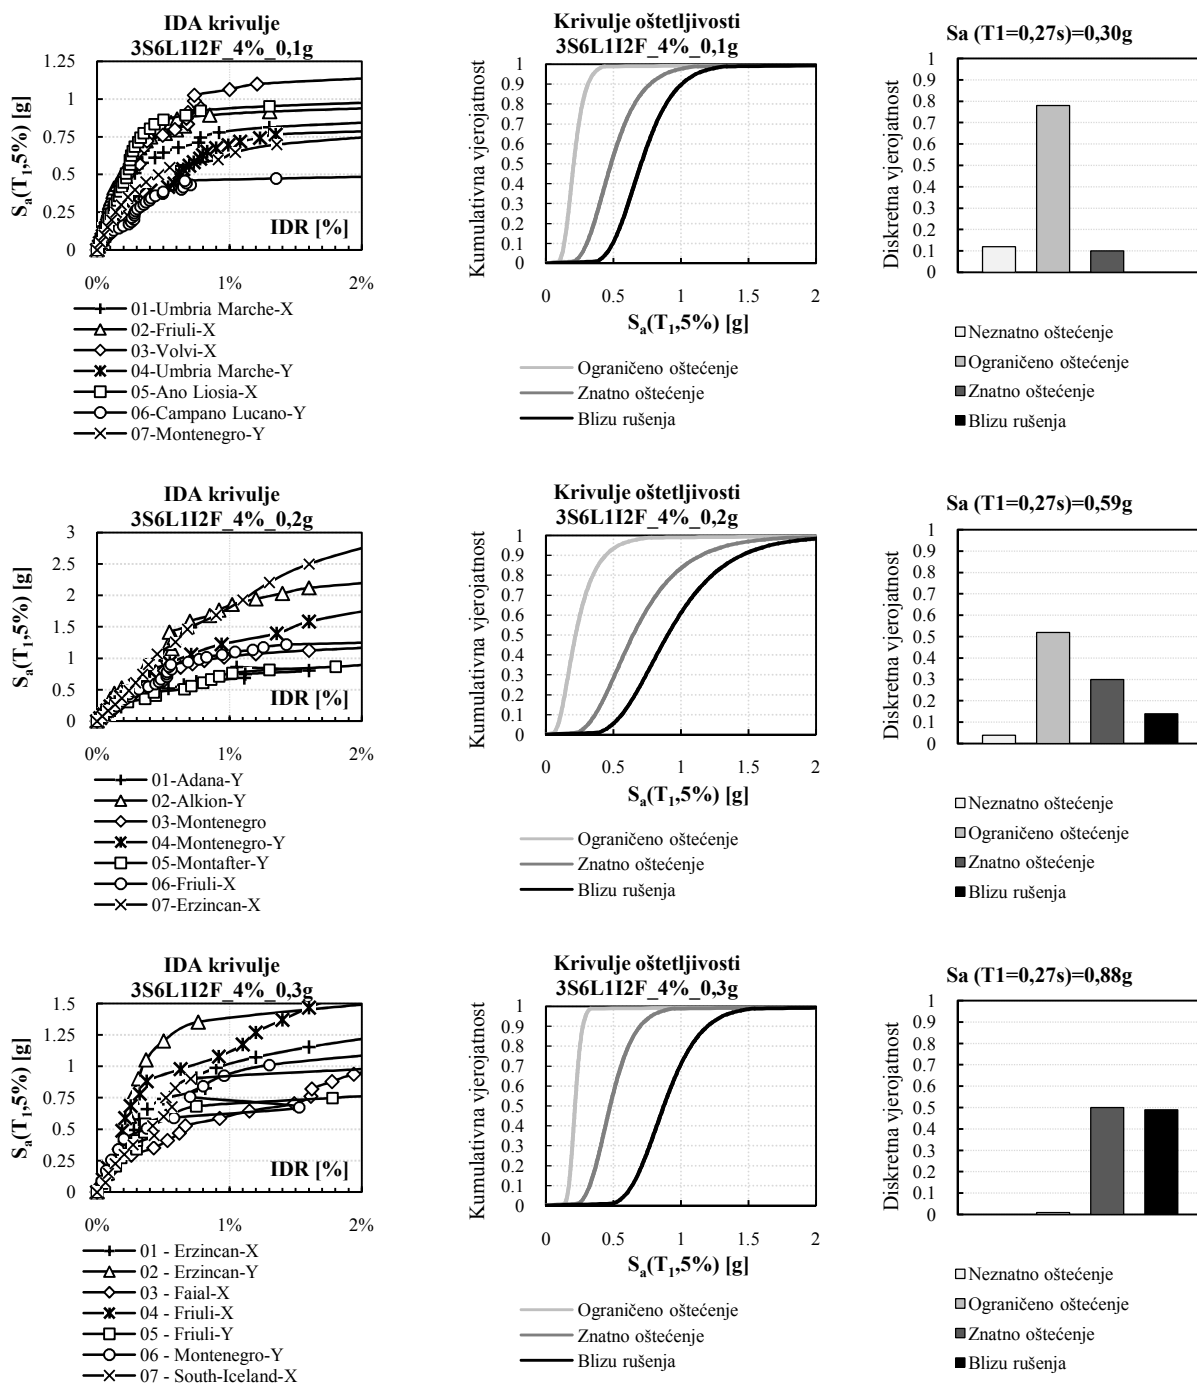 IDA krivulje
3S6L1I2F_4%_0,1g
1.25
1
0.75
0.5
0.25
0
Sa(T1,5%) [g]
IDR [%]
0%
1%
2%
01-Umbria Marche-X
02-Friuli-X
03-Volvi-X
04-Umbria Marche-Y
05-Ano Liosia-X
06-Campano Lucano-Y
07-Montenegro-Y
Krivulje oštetljivosti
3S6L1I2F_4%_0,1g
Kumulativna vjerojatnost
1
0.9
0.8
0.7
0.6
0.5
0.4
0.3
0.2
0.1
0
0
0.5
1
1.5
2
Sa(T1,5%) [g]
Ograničeno oštećenje
Znatno oštećenje
Blizu rušenja
Sa (T1=0,27s)=0,30g
Diskretna vjerojatnost
1
0.9
0.8
0.7
0.6
0.5
0.4
0.3
0.2
0.1
0
Neznatno oštećenje
Ograničeno oštećenje
Znatno oštećenje
Blizu rušenja
IDA krivulje
3S6L1I2F_4%_0,2g
3
2.5
2
1.5
1
0.5
0
Sa(T1,5%) [g]
IDR [%]
0%
1%
2%
01-Adana-Y
02-Alkion-Y
03-Montenegro
04-Montenegro-Y
05-Montafter-Y
06-Friuli-X
07-Erzincan-X
Krivulje oštetljivosti
3S6L1I2F_4%_0,2g
Kumulativna vjerojatnost
1
0.9
0.8
0.7
0.6
0.5
0.4
0.3
0.2
0.1
0
0
0.5
1
1.5
2
Sa(T1,5%) [g]
Ograničeno oštećenje
Znatno oštećenje
Blizu rušenja
Sa (T1=0,27s)=0,59g
Diskretna vjerojatnost
1
0.9
0.8
0.7
0.6
0.5
0.4
0.3
0.2
0.1
0
Neznatno oštećenje
Ograničeno oštećenje
Znatno oštećenje
Blizu rušenja
IDA krivulje
3S6L1I2F_4%_0,3g
1.5
1.25
1
0.75
0.5
0.25
0
Sa(T1,5%) [g]
IDR [%]
0%
1%
2%
01 - Erzincan-X
02 - Erzincan-Y
03 - Faial-X
04 - Friuli-X
05 - Friuli-Y
06 - Montenegro-Y
07 - South-Iceland-X
Krivulje oštetljivosti
3S6L1I2F_4%_0,3g
Kumulativna vjerojatnost
1
0.9
0.8
0.7
0.6
0.5
0.4
0.3
0.2
0.1
0
0
0.5
1
1.5
2
Sa(T1,5%) [g]
Ograničeno oštećenje
Znatno oštećenje
Blizu rušenja
Sa (T1=0,27s)=0,88g
Diskretna vjerojatnost
1
0.9
0.8
0.7
0.6
0.5
0.4
0.3
0.2
0.1
0
Neznatno oštećenje
Ograničeno oštećenje
Znatno oštećenje
Blizu rušenja